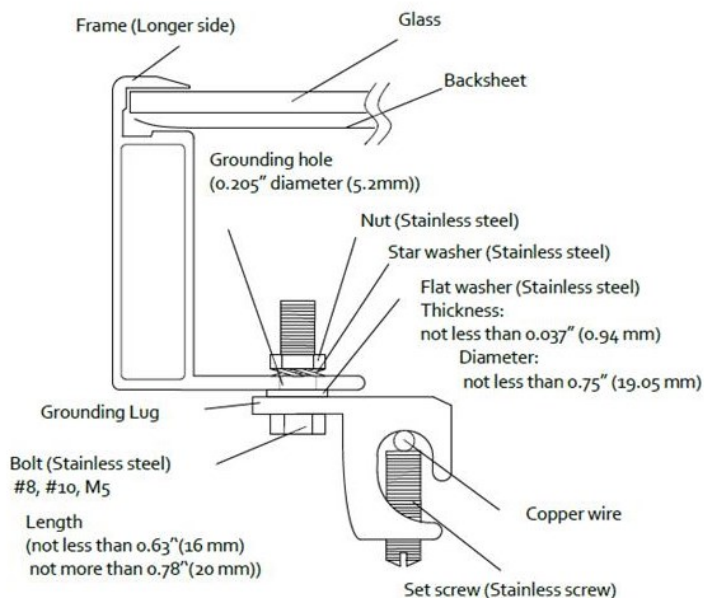 Frame (Longer side)
Glass
Backsheet
Grounding hole
(0.205" diameter (5.2mm))
Nut (Stainless steel)
Star washer (Stainless steel)
Flat washer (Stainless steel)
Thickness:
not less than 0.037" (0.94 mm)
Diameter:
not less than 0.75" (19.05 mm)
Grounding Lug
Bolt (Stainless steel)
#8, #10, M5
Length
(not less than 0.63"(16 mm)
not more than 0.78"(20 mm))
Copper wire
Set screw (Stainless screw)